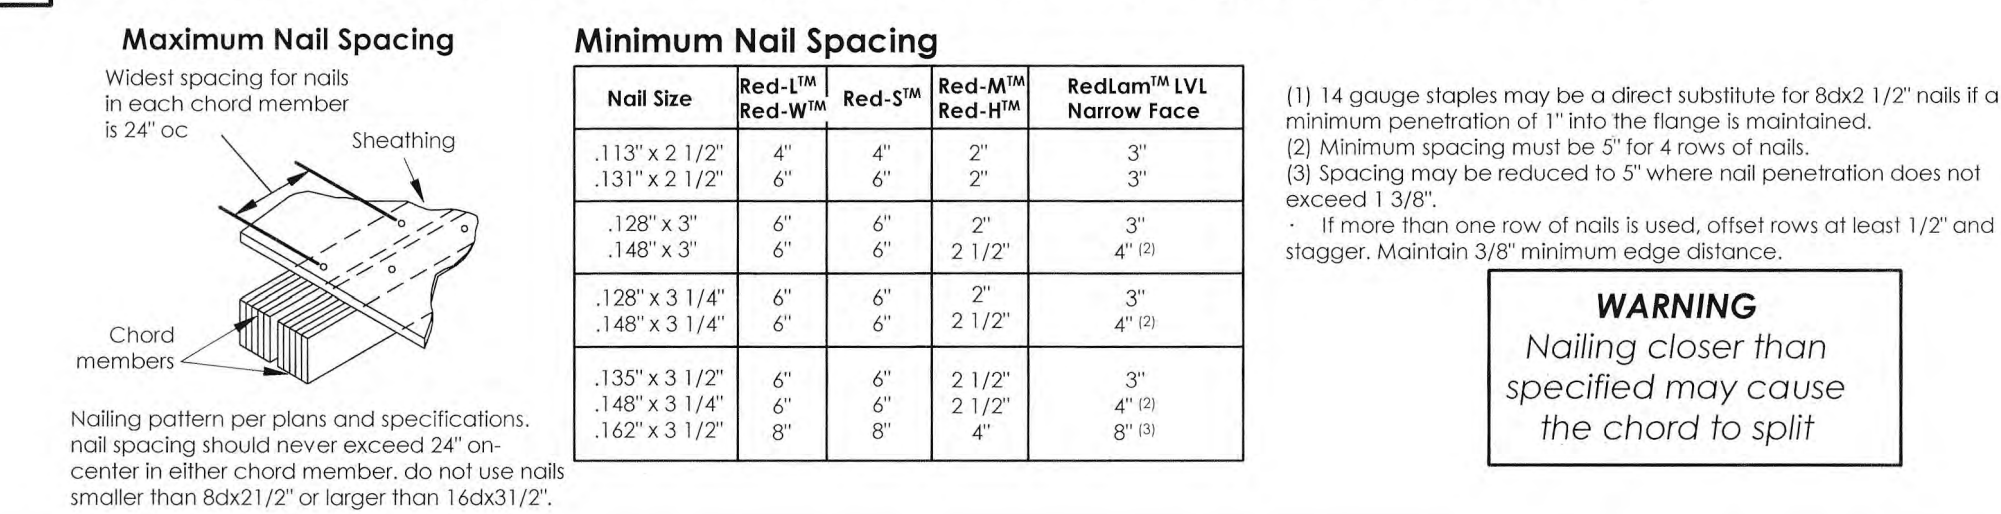 Maximum Nail Spacing
Widest spacing for nails
in each chord member
is 24" oc
Sheathing
Chord
members
Nailing pattern per plans and specifications.
nail spacing should never exceed 24" on-
center in either chord member. do not use nails
smaller than 8dx21/2" or larger than 16dx31/2".
Minimum Nail Spacing
Nail Size Red-L™ Red-W™ Red-S™ Red-M™ Red-H™ RedLam™ LVL Narrow Face
.113" x 2 1/2" 4" 4" 2" 3"
.131" x 2 1/2" 6" 6" 2" 3"
.128" x 3" 6" 6" 2" 3"
.148" x 3" 6" 6" 2 1/2" 4" (2)
.128" x 3 1/4" 6" 6" 2" 3"
.148" x 3 1/4" 6" 6" 2 1/2" 4" (2)
.135" x 3 1/2" 6" 6" 2 1/2" 3"
.148" x 3 1/4" 6" 6" 2 1/2" 4" (2)
.162" x 3 1/2" 8" 8" 4" 8" (3)
(1) 14 gauge staples may be a direct substitute for 8dx2 1/2" nails if a
minimum penetration of 1" into the flange is maintained.
(2) Minimum spacing must be 5" for 4 rows of nails.
(3) Spacing may be reduced to 5" where nail penetration does not
exceed 1 3/8".
· If more than one row of nails is used, offset rows at least 1/2" and
stagger. Maintain 3/8" minimum edge distance.
WARNING
Nailing closer than
specified may cause
the chord to split